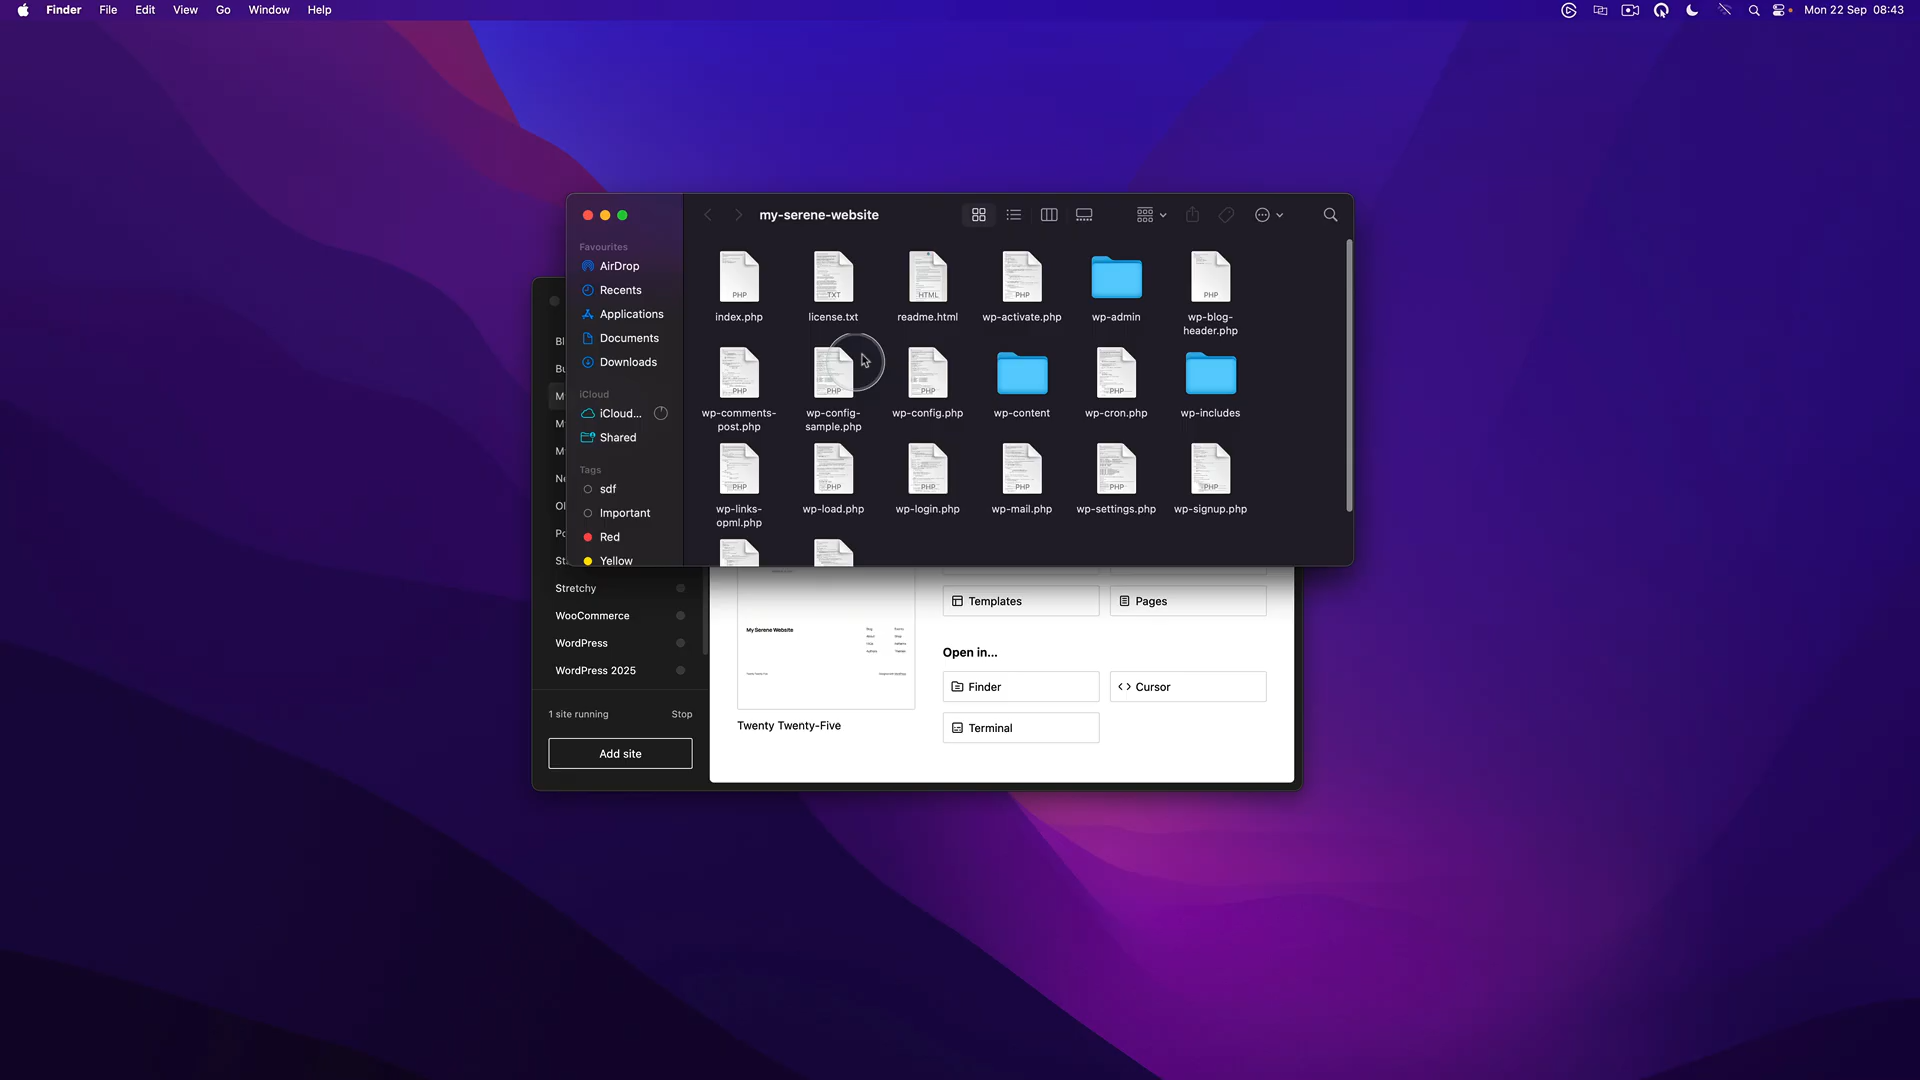 Finder File Edit View Go Window Help
Mon 22 Sep 08:43
my-serene-website
Favourites
AirDrop
Recents
Applications
Documents
Downloads
iCloud
iCloud...
Shared
Tags
sdf
Important
Red
Yellow
PHP TXT HTML PHP PHP
index.php license.txt readme.html wp-activate.php wp-admin wp-blog-
header.php
PHP PHP PHP PHP
wp-comments-
post.php
wp-config-
sample.php
wp-config.php wp-content wp-cron.php wp-includes
PHP PHP PHP PHP PHP PHP
wp-links-
opml.php
wp-load.php wp-login.php wp-mail.php wp-settings.php wp-signup.php
Stretchy
WooCommerce
WordPress
WordPress 2025
1 site running Stop
Add site
My Serene Website
Twenty Twenty-Five
Templates Pages
Open in...
Finder Cursor
Terminal